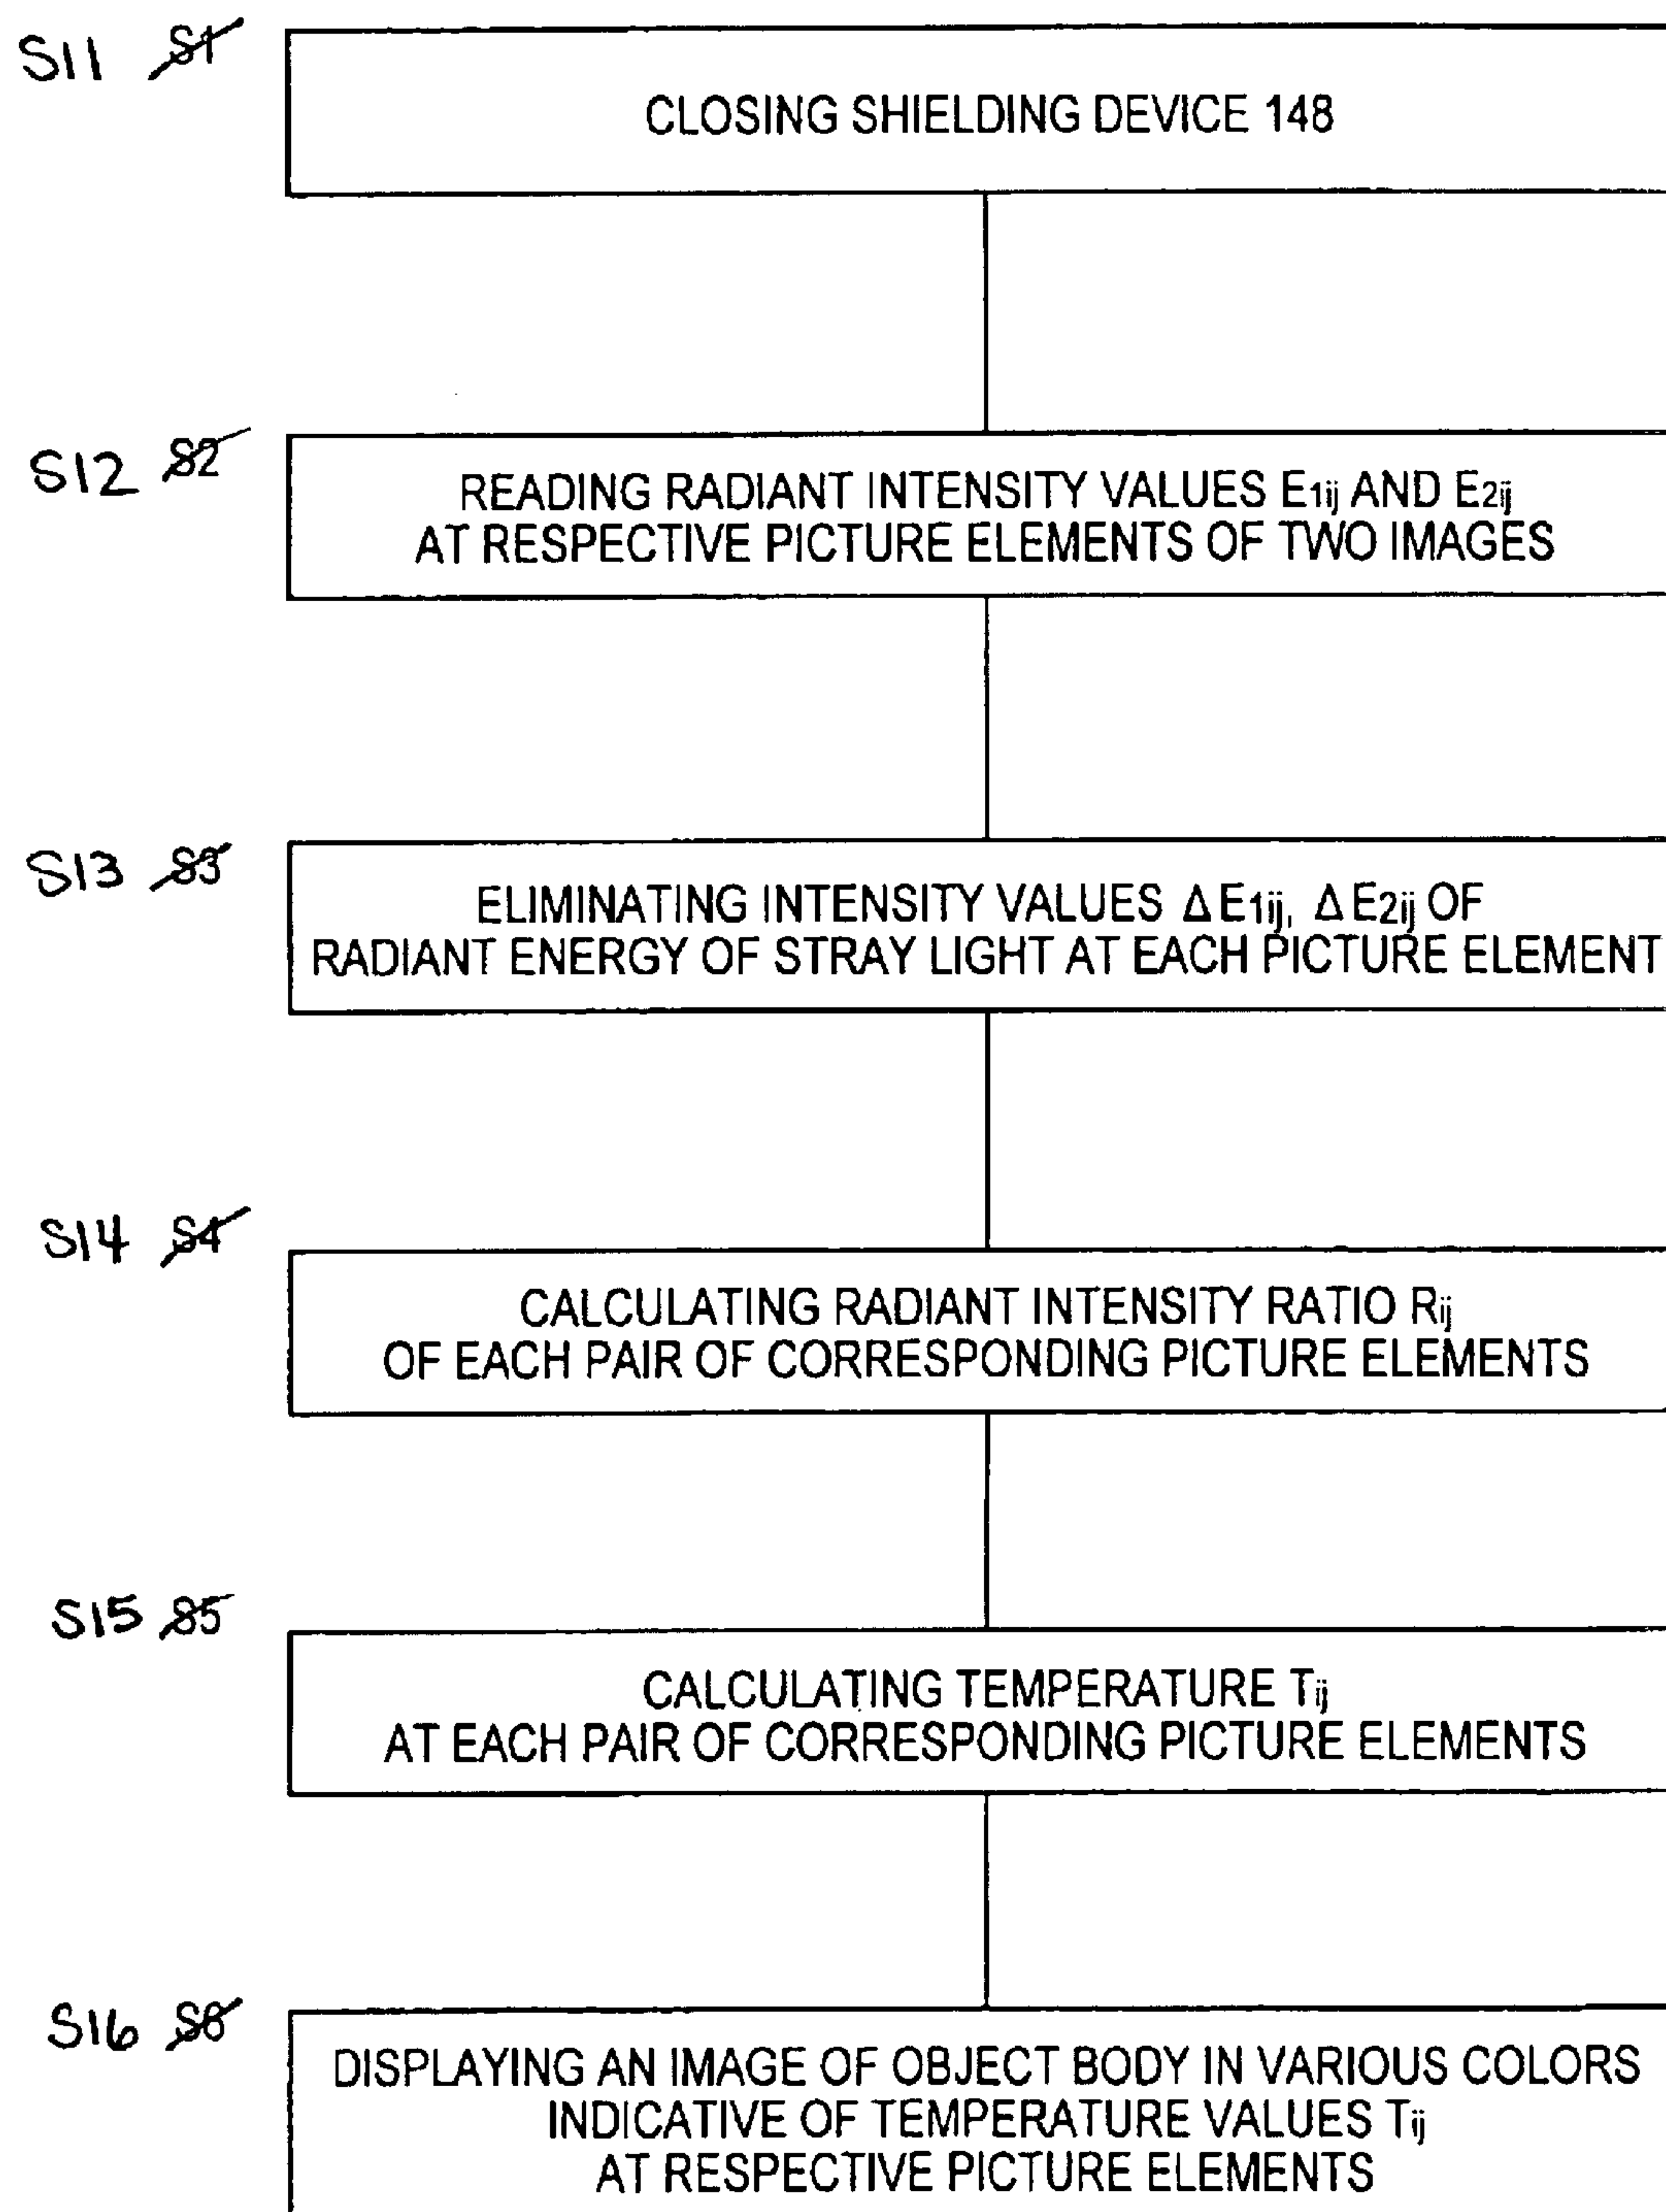 S11 S1
CLOSING SHIELDING DEVICE 148
S12 S2
READING RADIANT INTENSITY VALUES E1ij AND E2ij
AT RESPECTIVE PICTURE ELEMENTS OF TWO IMAGES
S13 S3
ELIMINATING INTENSITY VALUES ΔE1ij, ΔE2ij OF
RADIANT ENERGY OF STRAY LIGHT AT EACH PICTURE ELEMENT
S14 S4
CALCULATING RADIANT INTENSITY RATIO Rij
OF EACH PAIR OF CORRESPONDING PICTURE ELEMENTS
S15 S5
CALCULATING TEMPERATURE Tij
AT EACH PAIR OF CORRESPONDING PICTURE ELEMENTS
S16 S6
DISPLAYING AN IMAGE OF OBJECT BODY IN VARIOUS COLORS
INDICATIVE OF TEMPERATURE VALUES Tij
AT RESPECTIVE PICTURE ELEMENTS